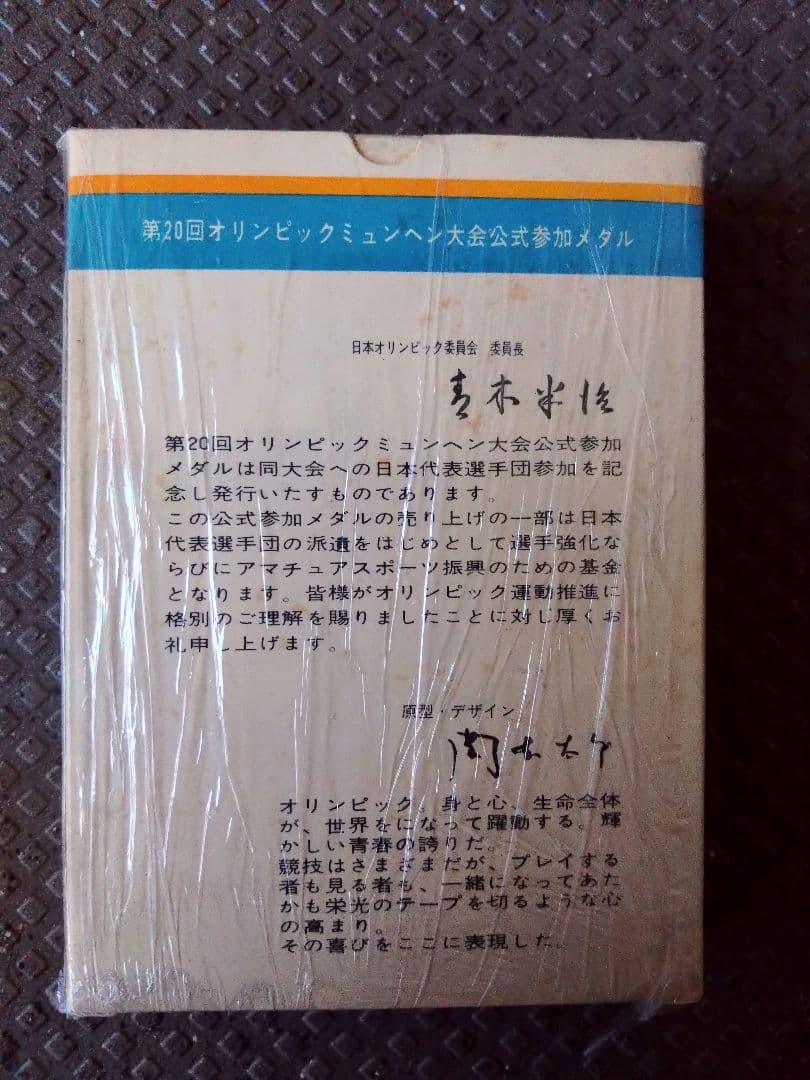 第20回オリンピックミュンヘン大会公式参加メダル
日本オリンピック委員会 委員長
青木半治
第20回オリンピックミュンヘン大会公式参加
メダルは同大会への日本代表選手団参加を記
念し発行いたすものであります。
この公式参加メダルの売り上げの一部は日本
代表選手団の派遣をはじめとして選手強化な
らびにアマチュアスポーツ振興のための基金
となります。皆様がオリンピック運動推進に
格別のご理解を賜りましたことに対し厚くお
礼申し上げます。
原型・デザイン
岡本太郎
オリンピック。身と心、生命全体
が、世界をになって躍動する。輝
かしい青春の誇りだ。
競技はさまざまだが、プレイする
者も見る者も、一緒になってあた
かも栄光のテープを切るような心
の高まり。
その喜びをここに表現した。